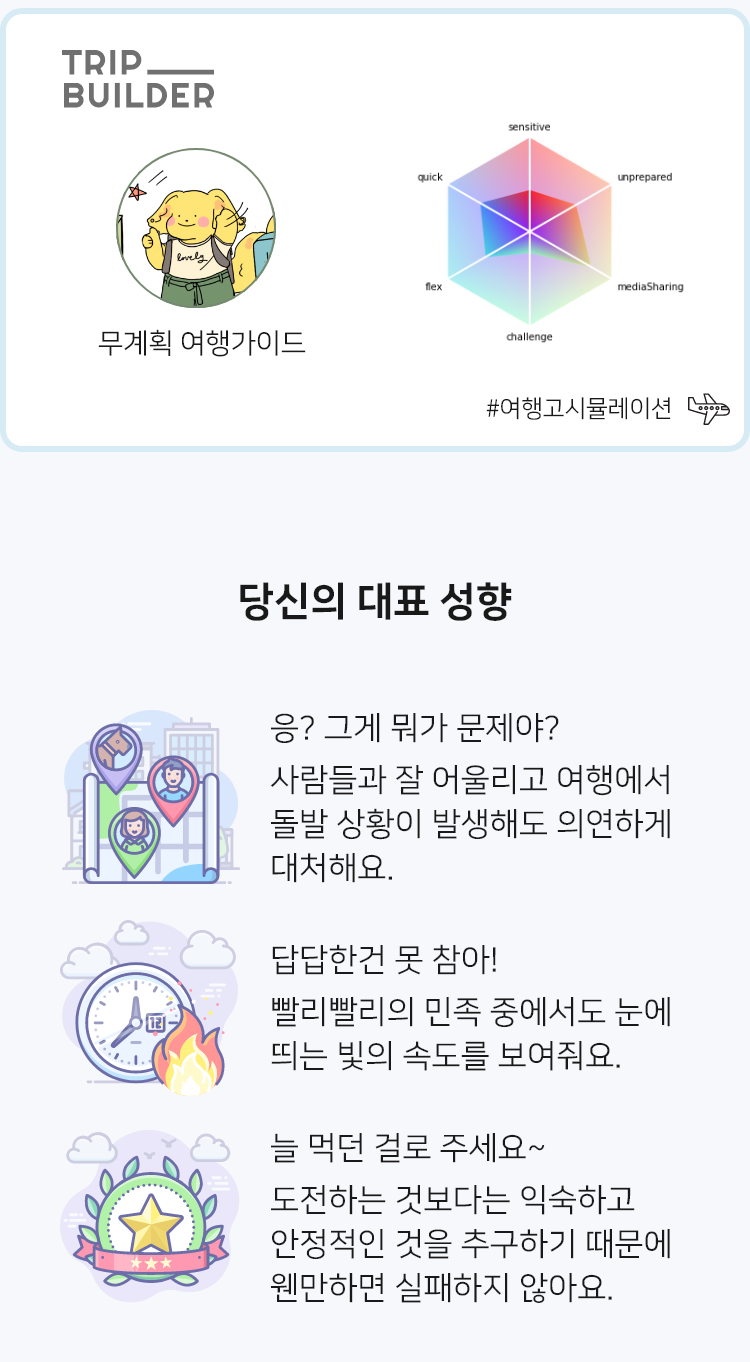 TRIP
BUILDER
sensitive
quick
unprepared
lovely
flex
mediaSharing
challenge
무계획 여행가이드
#여행고시뮬레이션
당신의 대표 성향
응? 그게 뭐가 문제야?
사람들과 잘 어울리고 여행에서
돌발 상황이 발생해도 의연하게
대처해요.
답답한건 못 참아!
빨리빨리의 민족 중에서도 눈에
띄는 빛의 속도를 보여줘요.
12
늘 먹던 걸로 주세요~
도전하는 것보다는 익숙하고
안정적인 것을 추구하기 때문에
웬만하면 실패하지 않아요.